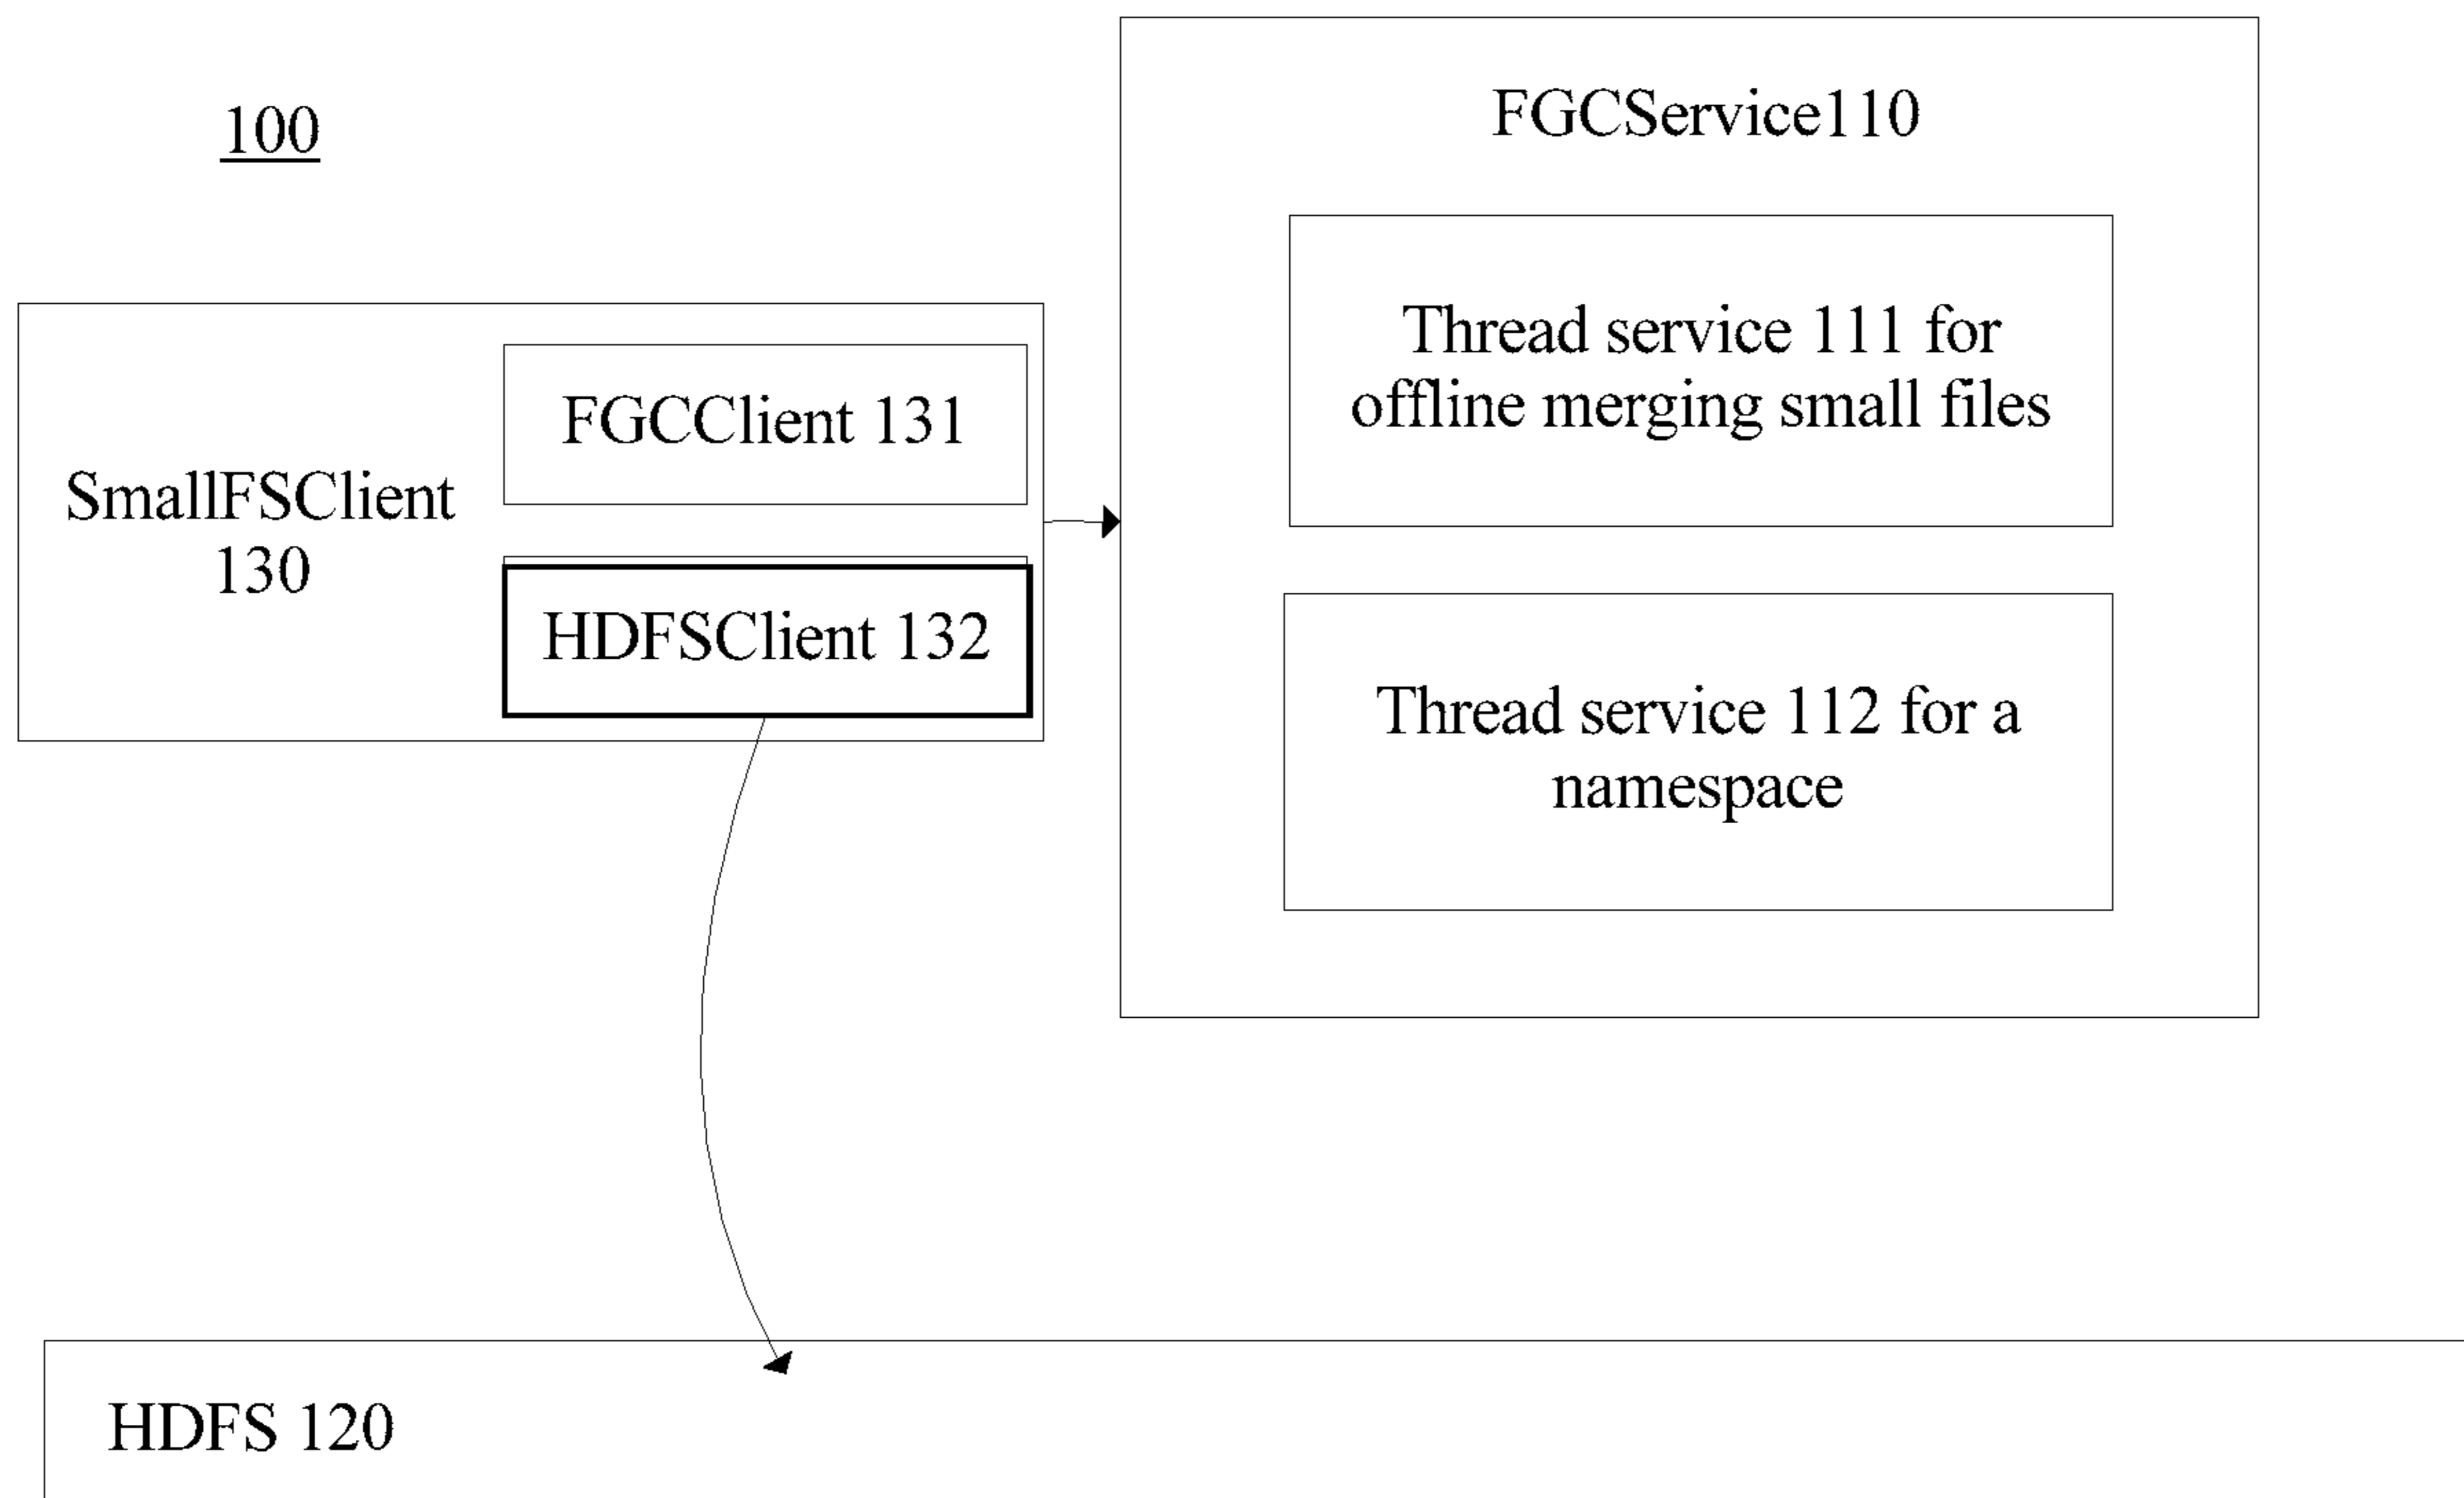 100
FGCService110
Thread service 111 for
offline merging small files
FGCClient 131
SmallFSClient
130
HDFSClient 132
Thread service 112 for a
namespace
HDFS 120